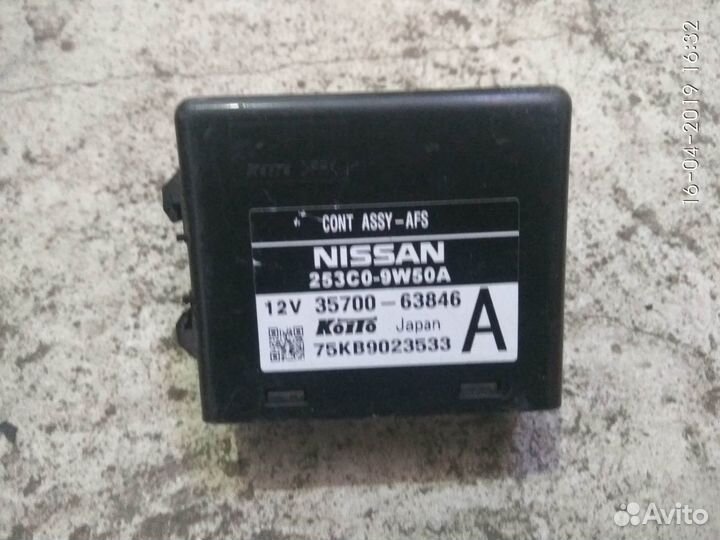 CONT ASSY-AFS
NISSAN
253C0-9W50A
12V 35700-63846
KOITO Japan
A
75KB9023533
16-04-2019 16:32
Avito